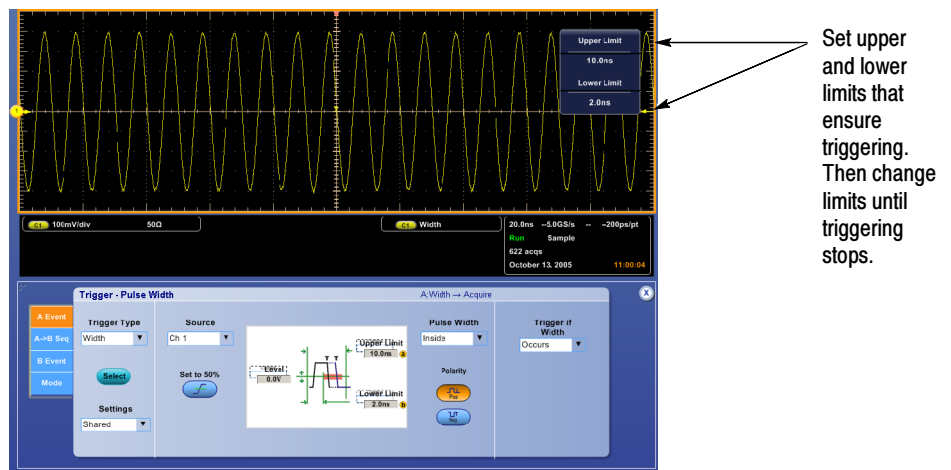 Upper Limit
10.0ns
Lower Limit
2.0ns
Set upper
and lower
limits that
ensure
triggering.
Then change
limits until
triggering
stops.
1
C1 100mV/div 50Ω
C1 Width
20.0ns --5.0GS/s -- --200ps/pt
Run Sample
622 acqs
October 13, 2005 11:00:04
Trigger - Pulse Width A:Width → Acquire X
A Event
A->B Seq
B Event
Mode
Trigger Type
Width
Select
Settings
Shared
Source
Ch 1
Set to 50%
Level
0.0V
T T
Upper Limit
10.0ns a
Lower Limit
2.0ns b
Pulse Width
Inside
Polarity
Pos
Neg
Trigger if
Width
Occurs